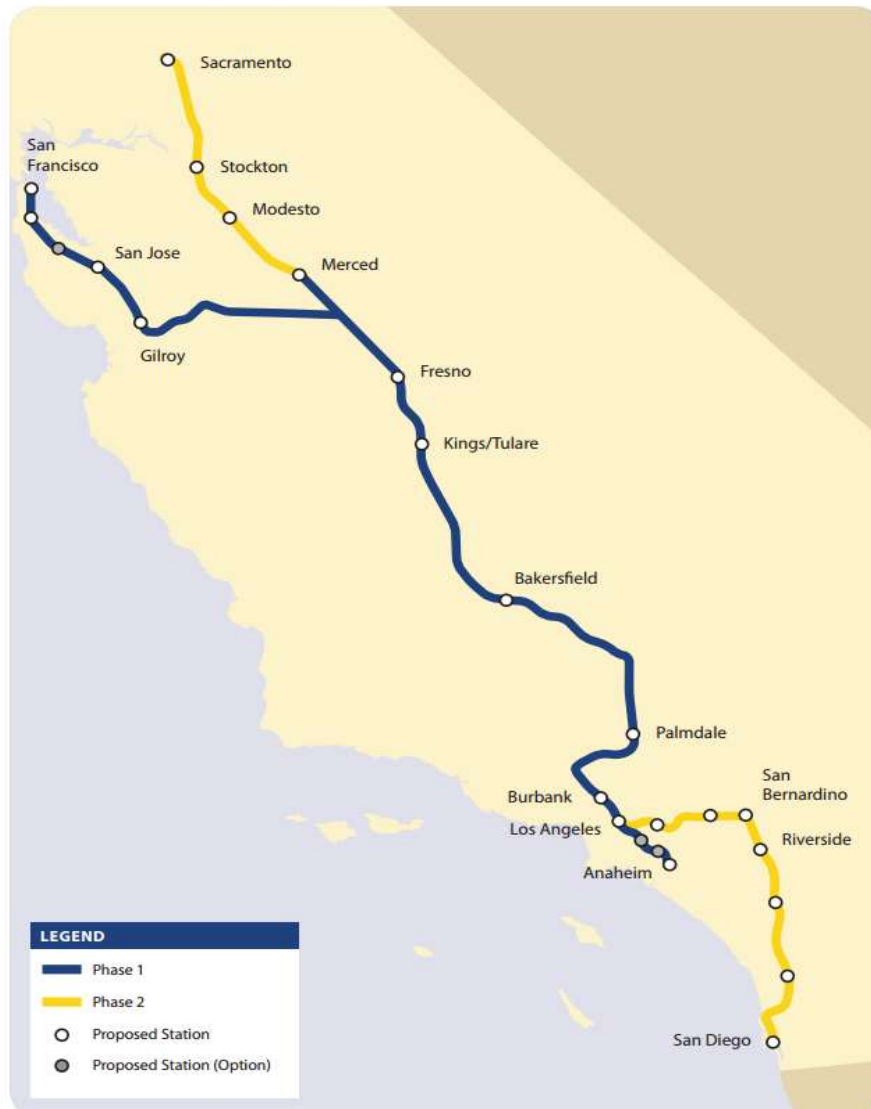 Sacramento
San
Francisco
Stockton
Modesto
San Jose
Merced
Gilroy
Fresno
Kings/Tulare
Bakersfield
Palmdale
San
Bernardino
Burbank
Los Angeles
Riverside
Anaheim
San Diego
LEGEND
Phase 1
Phase 2
Proposed Station
Proposed Station (Option)